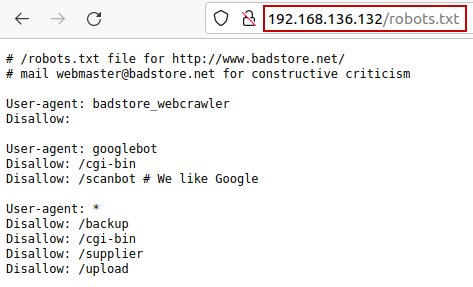 192.168.136.132/robots.txt
# /robots.txt file for http://www.badstore.net/
# mail webmaster@badstore.net for constructive criticism
User-agent: badstore_webcrawler
Disallow:
User-agent: googlebot
Disallow: /cgi-bin
Disallow: /scanbot # We like Google
User-agent: *
Disallow: /backup
Disallow: /cgi-bin
Disallow: /supplier
Disallow: /upload